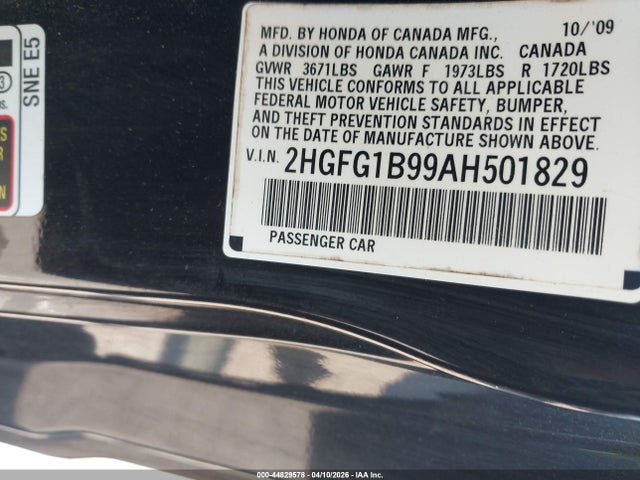 MFD. BY HONDA OF CANADA MFG., 10/'09
A DIVISION OF HONDA CANADA INC. CANADA
GVWR 3671LBS GAWR F 1973LBS R 1720LBS
THIS VEHICLE CONFORMS TO ALL APPLICABLE
FEDERAL MOTOR VEHICLE SAFETY, BUMPER,
AND THEFT PREVENTION STANDARDS IN EFFECT
ON THE DATE OF MANUFACTURE SHOWN ABOVE.
V.I.N. 2HGFG1B99AH501829
PASSENGER CAR
SNE E5
3
000-44829578 - 04/10/2026 - IAA Inc.